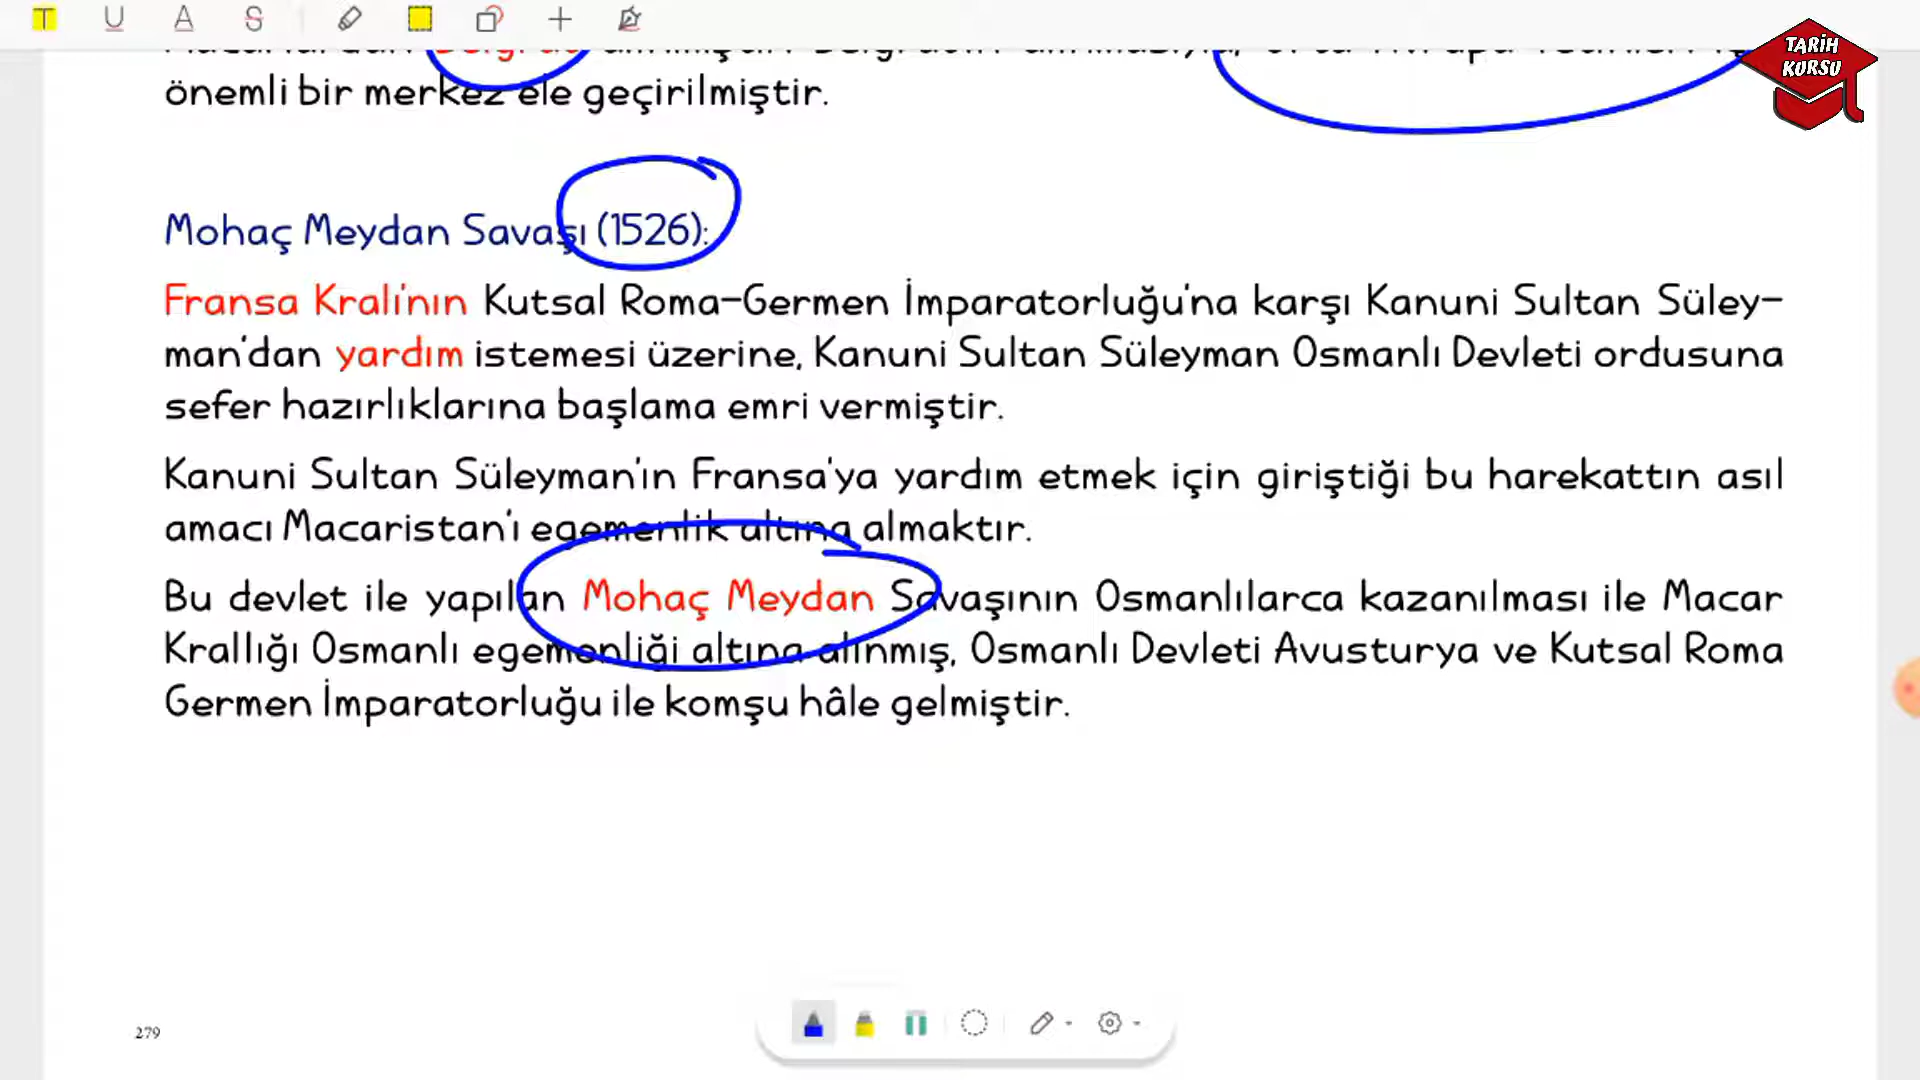 TARİH
KURSU
önemli bir merkez ele geçirilmiştir.
Mohaç Meydan Savaşı (1526):
Fransa Kralı'nın Kutsal Roma-Germen İmparatorluğu'na karşı Kanuni Sultan Süley-
man'dan yardım istemesi üzerine, Kanuni Sultan Süleyman Osmanlı Devleti ordusuna
sefer hazırlıklarına başlama emri vermiştir.
Kanuni Sultan Süleyman'ın Fransa'ya yardım etmek için giriştiği bu harekattın asıl
amacı Macaristan'ı egemenlik altına almaktır.
Bu devlet ile yapılan Mohaç Meydan Savaşının Osmanlılarca kazanılması ile Macar
Krallığı Osmanlı egemenliği altına alınmış, Osmanlı Devleti Avusturya ve Kutsal Roma
Germen İmparatorluğu ile komşu hâle gelmiştir.
279